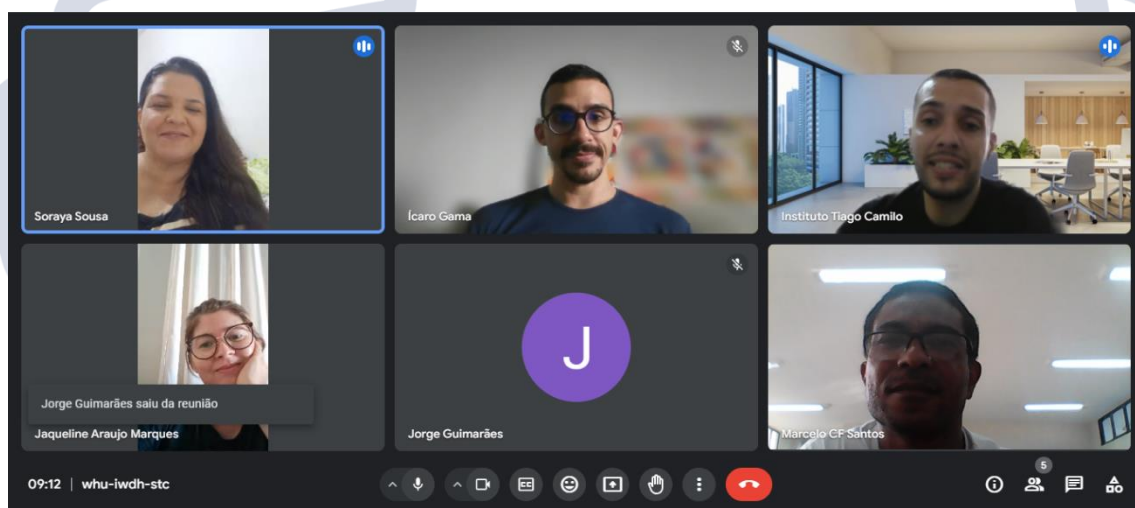 Soraya Sousa
Ícaro Gama
Instituto Tiago Camilo
Jorge Guimarães saiu da reunião
Jaqueline Araujo Marques
J
Jorge Guimarães
Marcelo CF Santos
09:12 | whu-iwdh-stc
CC
5